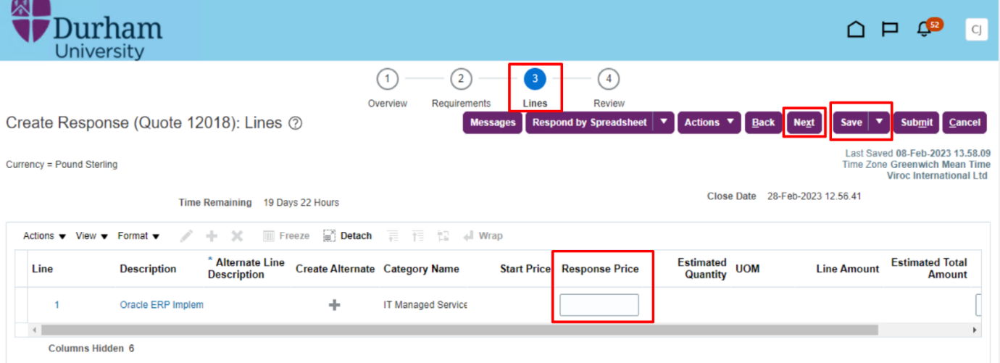 Durham
University
52
CJ
1 2 3 4
Overview Requirements Lines Review
Create Response (Quote 12018): Lines ?
Messages Respond by Spreadsheet Actions Back Next Save Submit Cancel
Last Saved 08-Feb-2023 13.58.09
Currency = Pound Sterling
Time Zone Greenwich Mean Time
Viroc International Ltd
Time Remaining 19 Days 22 Hours
Close Date 28-Feb-2023 12.56.41
Actions View Format Freeze Detach Wrap
Line Description * Alternate Line Description Create Alternate Category Name Start Price Response Price Estimated Quantity UOM Line Amount Estimated Total Amount
1 Oracle ERP Implem IT Managed Service
Columns Hidden 6